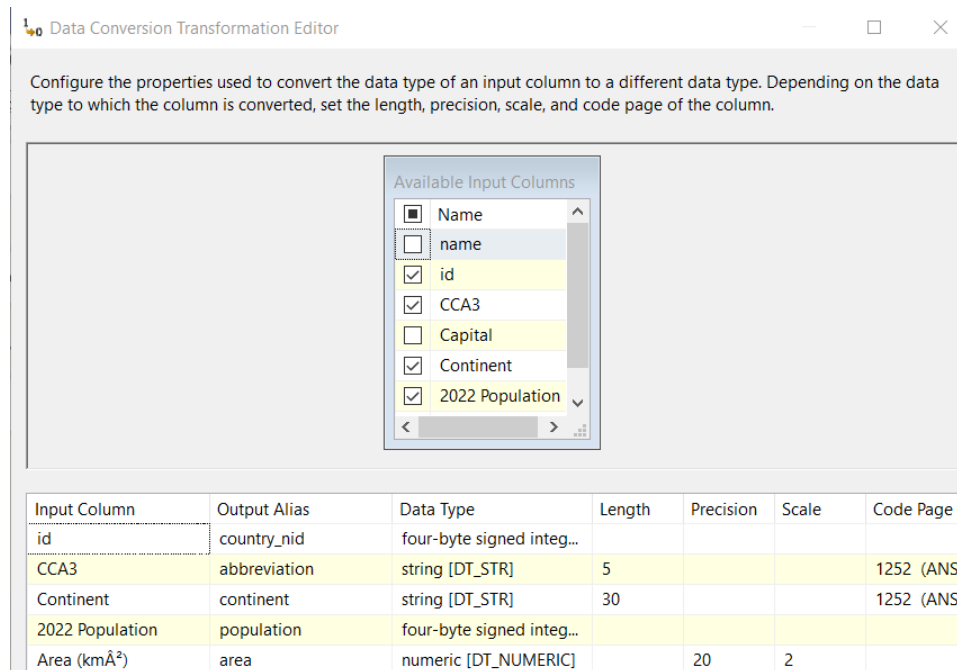 Data Conversion Transformation Editor
Configure the properties used to convert the data type of an input column to a different data type. Depending on the data
type to which the column is converted, set the length, precision, scale, and code page of the column.
Available Input Columns
Name
name
id
CCA3
Capital
Continent
2022 Population
Input Column Output Alias Data Type Length Precision Scale Code Page
id country_nid four-byte signed integ...
CCA3 abbreviation string [DT_STR] 5 1252 (ANS
Continent continent string [DT_STR] 30 1252 (ANS
2022 Population population four-byte signed integ...
Area (kmÂ²) area numeric [DT_NUMERIC] 20 2